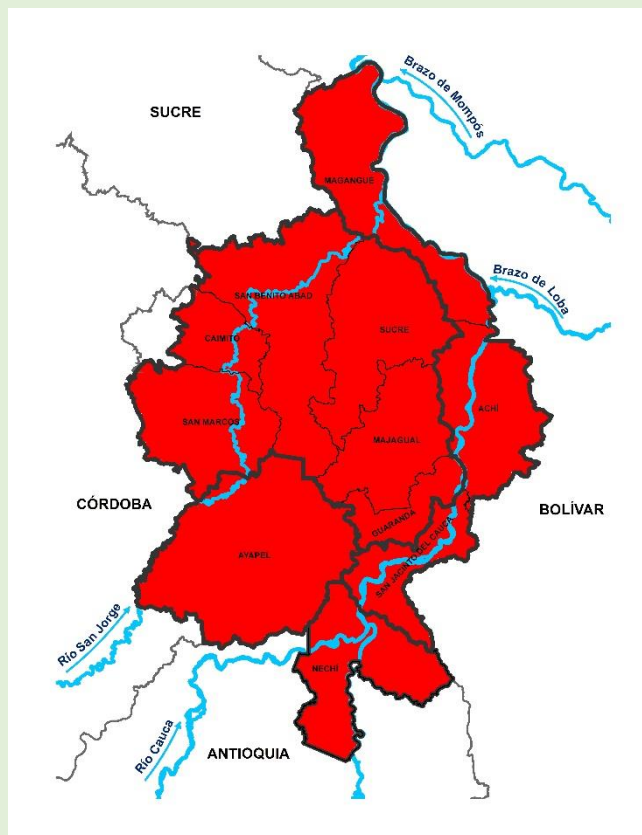 Brazo de Mompós
SUCRE
MAGANGUE
Brazo de Loba
SAN BENITO ABAD
SUCRE
CAIMITO
ACHÍ
SAN MARCOS
MAJAGUAL
CÓRDOBA
BOLÍVAR
GUARANDA
AYAPEL
SAN JACINTO DEL CAUCA
Río San Jorge
NECHÍ
Río Cauca
ANTIOQUIA